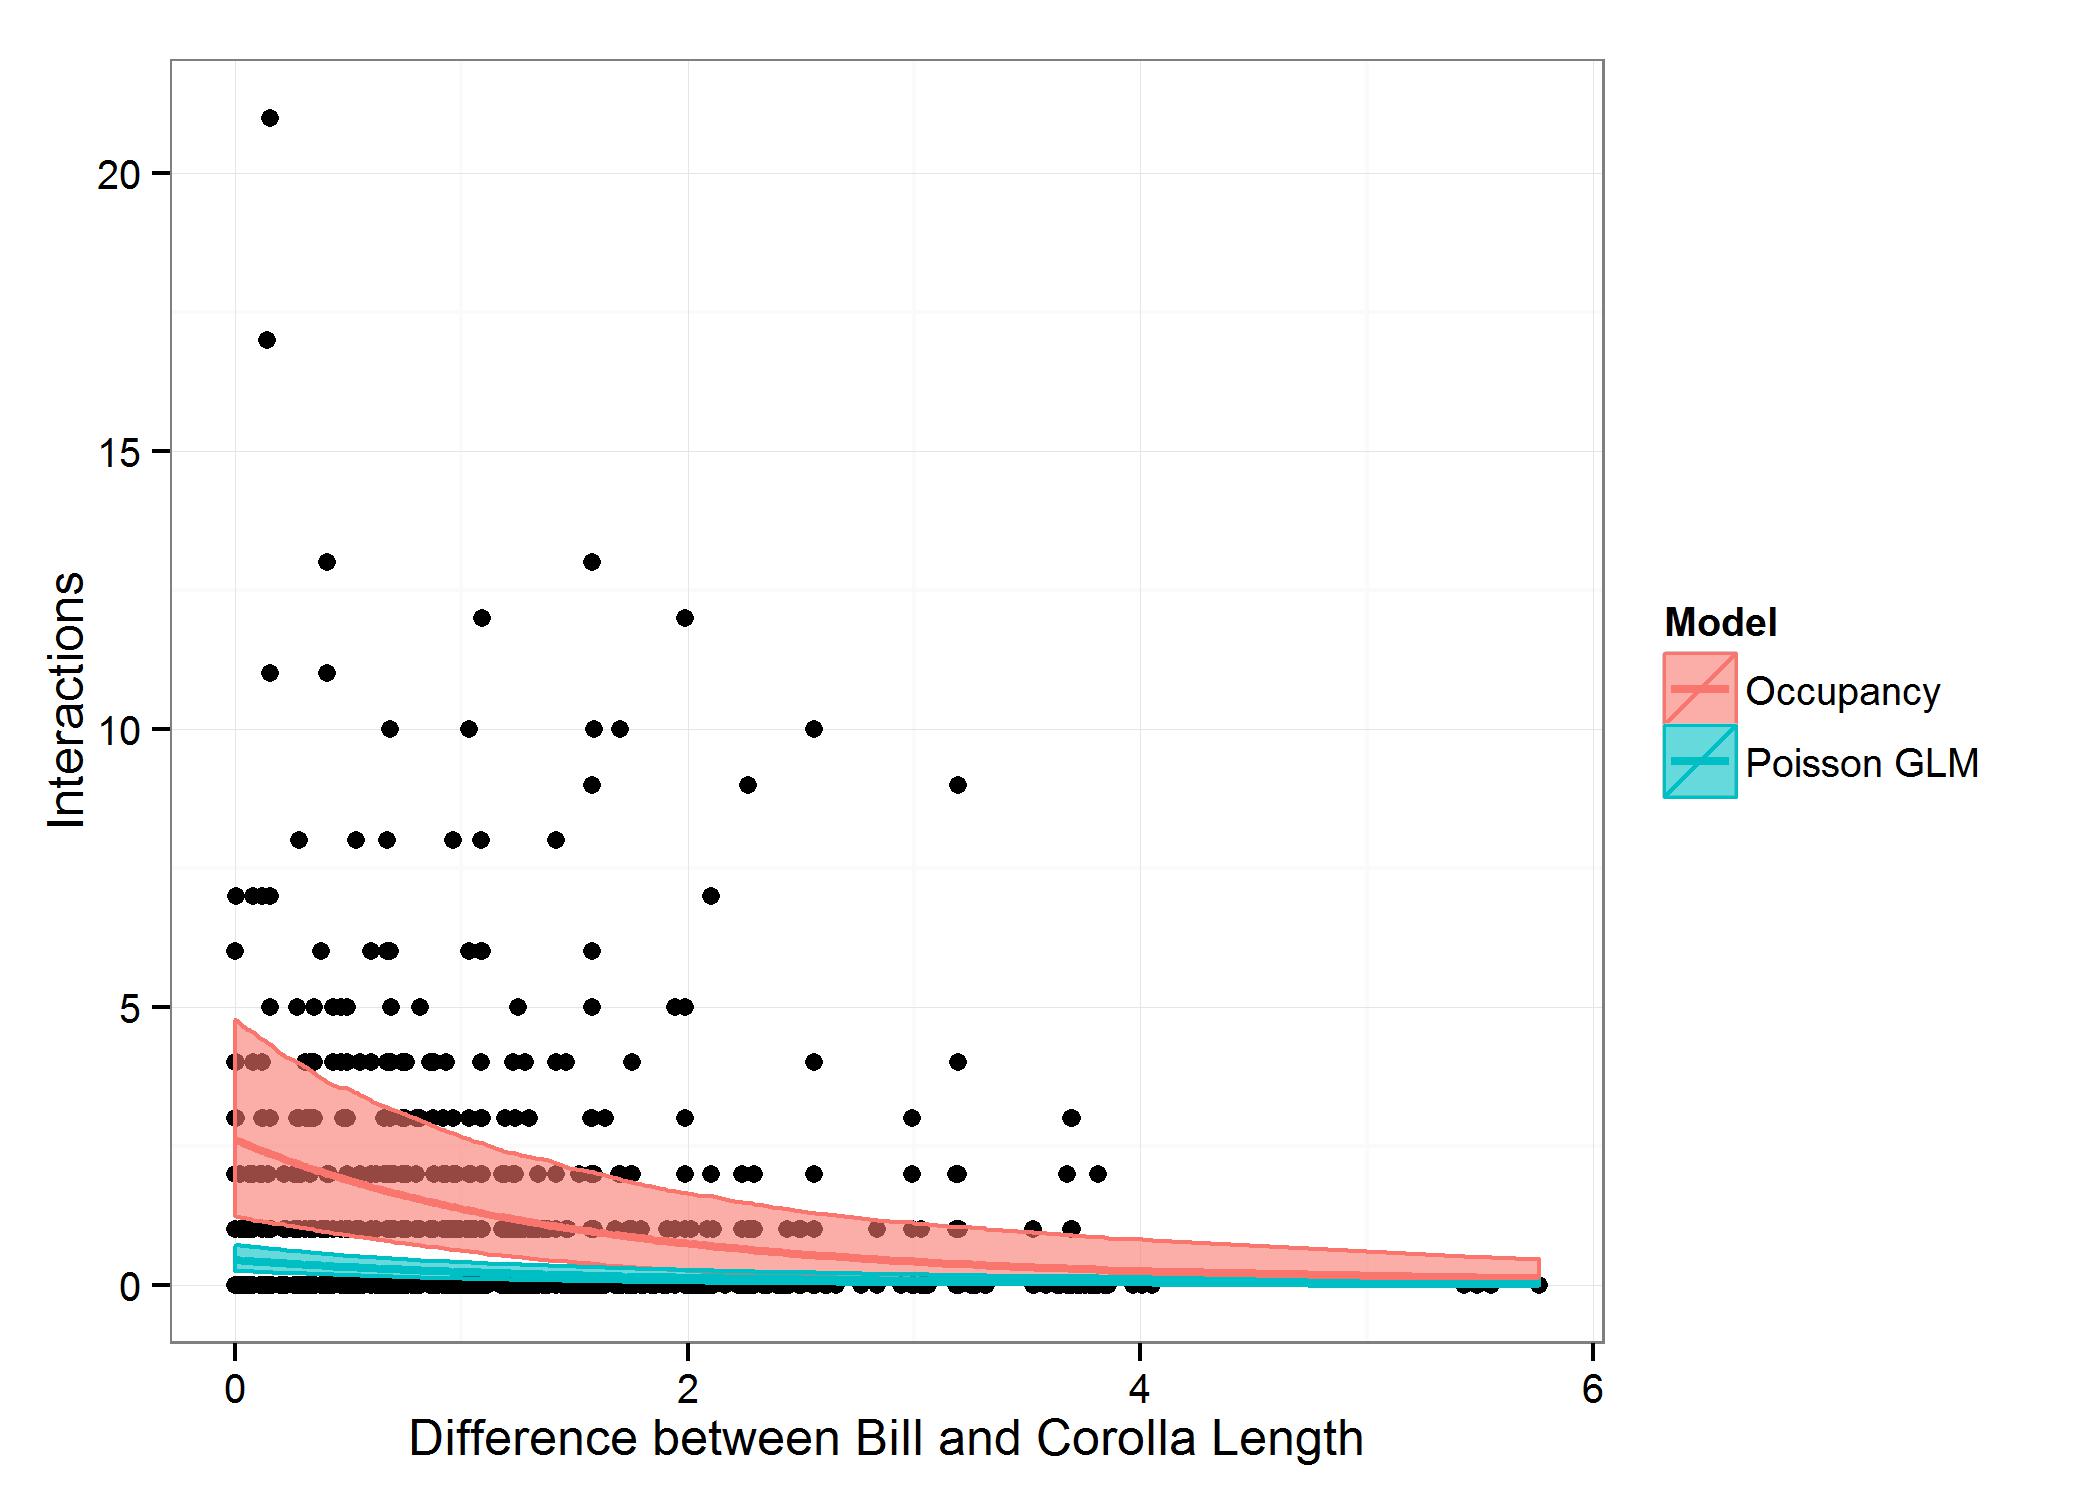 20
15
10
5
0
Interactions
0 2 4 6
Difference between Bill and Corolla Length
Model
Occupancy
Poisson GLM